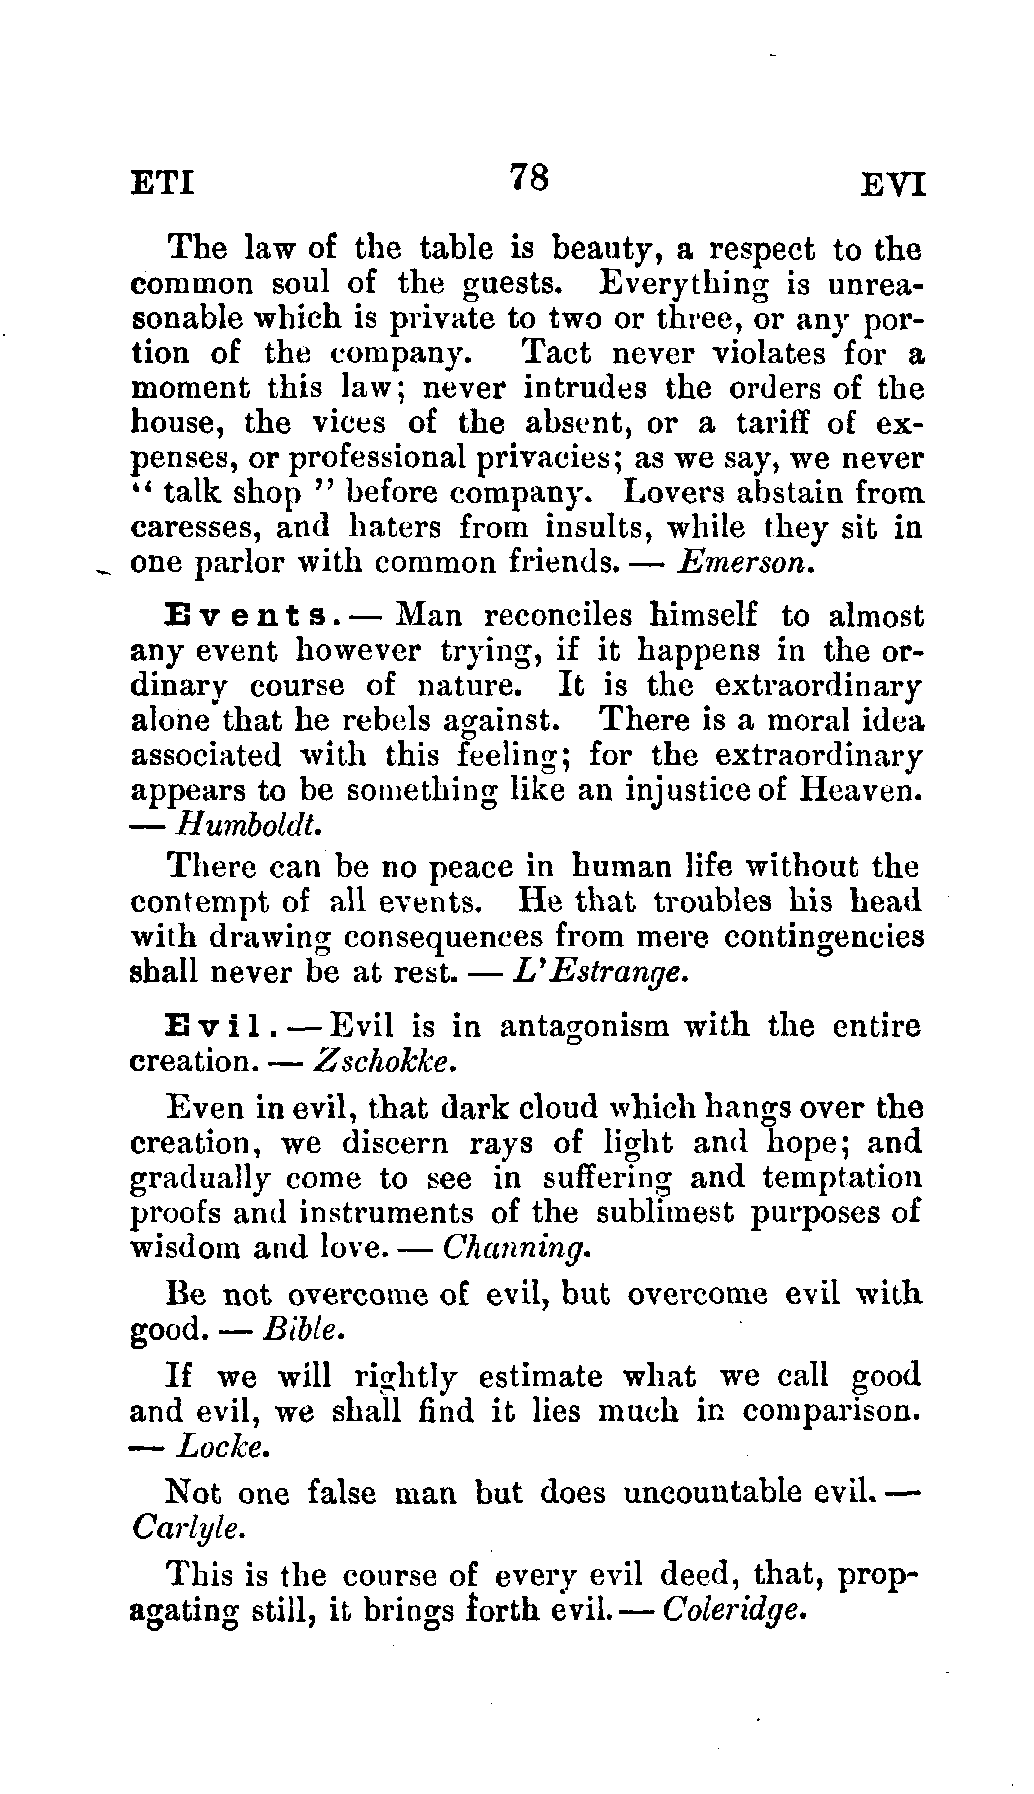 ETI 78 EVI
The law of the table is beauty, a respect to the
common soul of the guests. Everything is unrea-
sonable which is private to two or three, or any por-
tion of the company. Tact never violates for a
moment this law; never intrudes the orders of the
house, the vices of the absent, or a tariff of ex-
penses, or professional privacies; as we say, we never
“ talk shop ” before company. Lovers abstain from
caresses, and haters from insults, while they sit in
one parlor with common friends. — Emerson.
Events. — Man reconciles himself to almost
any event however trying, if it happens in the or-
dinary course of nature. It is the extraordinary
alone that he rebels against. There is a moral idea
associated with this feeling; for the extraordinary
appears to be something like an injustice of Heaven.
— Humboldt.
There can be no peace in human life without the
contempt of all events. He that troubles his head
with drawing consequences from mere contingencies
shall never be at rest. — L'Estrange.
Evil. — Evil is in antagonism with the entire
creation. — Zschokke.
Even in evil, that dark cloud which hangs over the
creation, we discern rays of light and hope; and
gradually come to see in suffering and temptation
proofs and instruments of the sublimest purposes of
wisdom and love. — Channing.
Be not overcome of evil, but overcome evil with
good. — Bible.
If we will rightly estimate what we call good
and evil, we shall find it lies much in comparison.
— Locke.
Not one false man but does uncountable evil. —
Carlyle.
This is the course of every evil deed, that, prop-
agating still, it brings forth evil. — Coleridge.